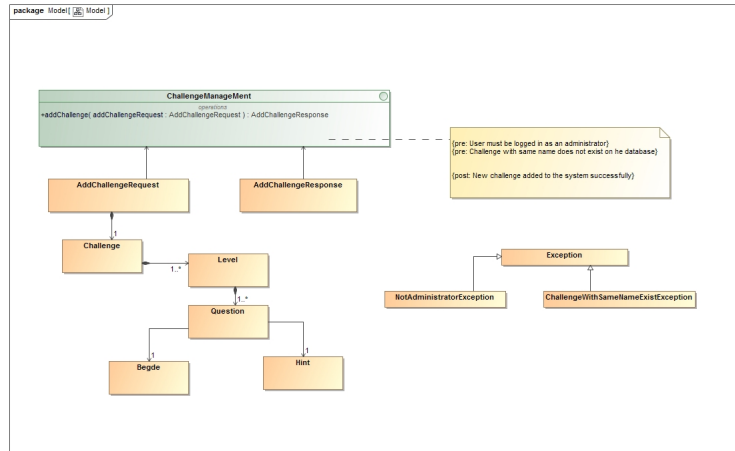 package Model [ Model ]
ChallengeManageMent
operations
+addChallenge( addChallengeRequest : AddChallengeRequest ) : AddChallengeResponse
{pre: User must be logged in as an administrator}
{pre: Challenge with same name does not exist on he database}
{post: New challenge added to the system successfully}
AddChallengeRequest
AddChallengeResponse
1
Challenge
1..*
Level
1..*
Question
1
Begde
1
Hint
Exception
NotAdministratorException
ChallengeWithSameNameExistException